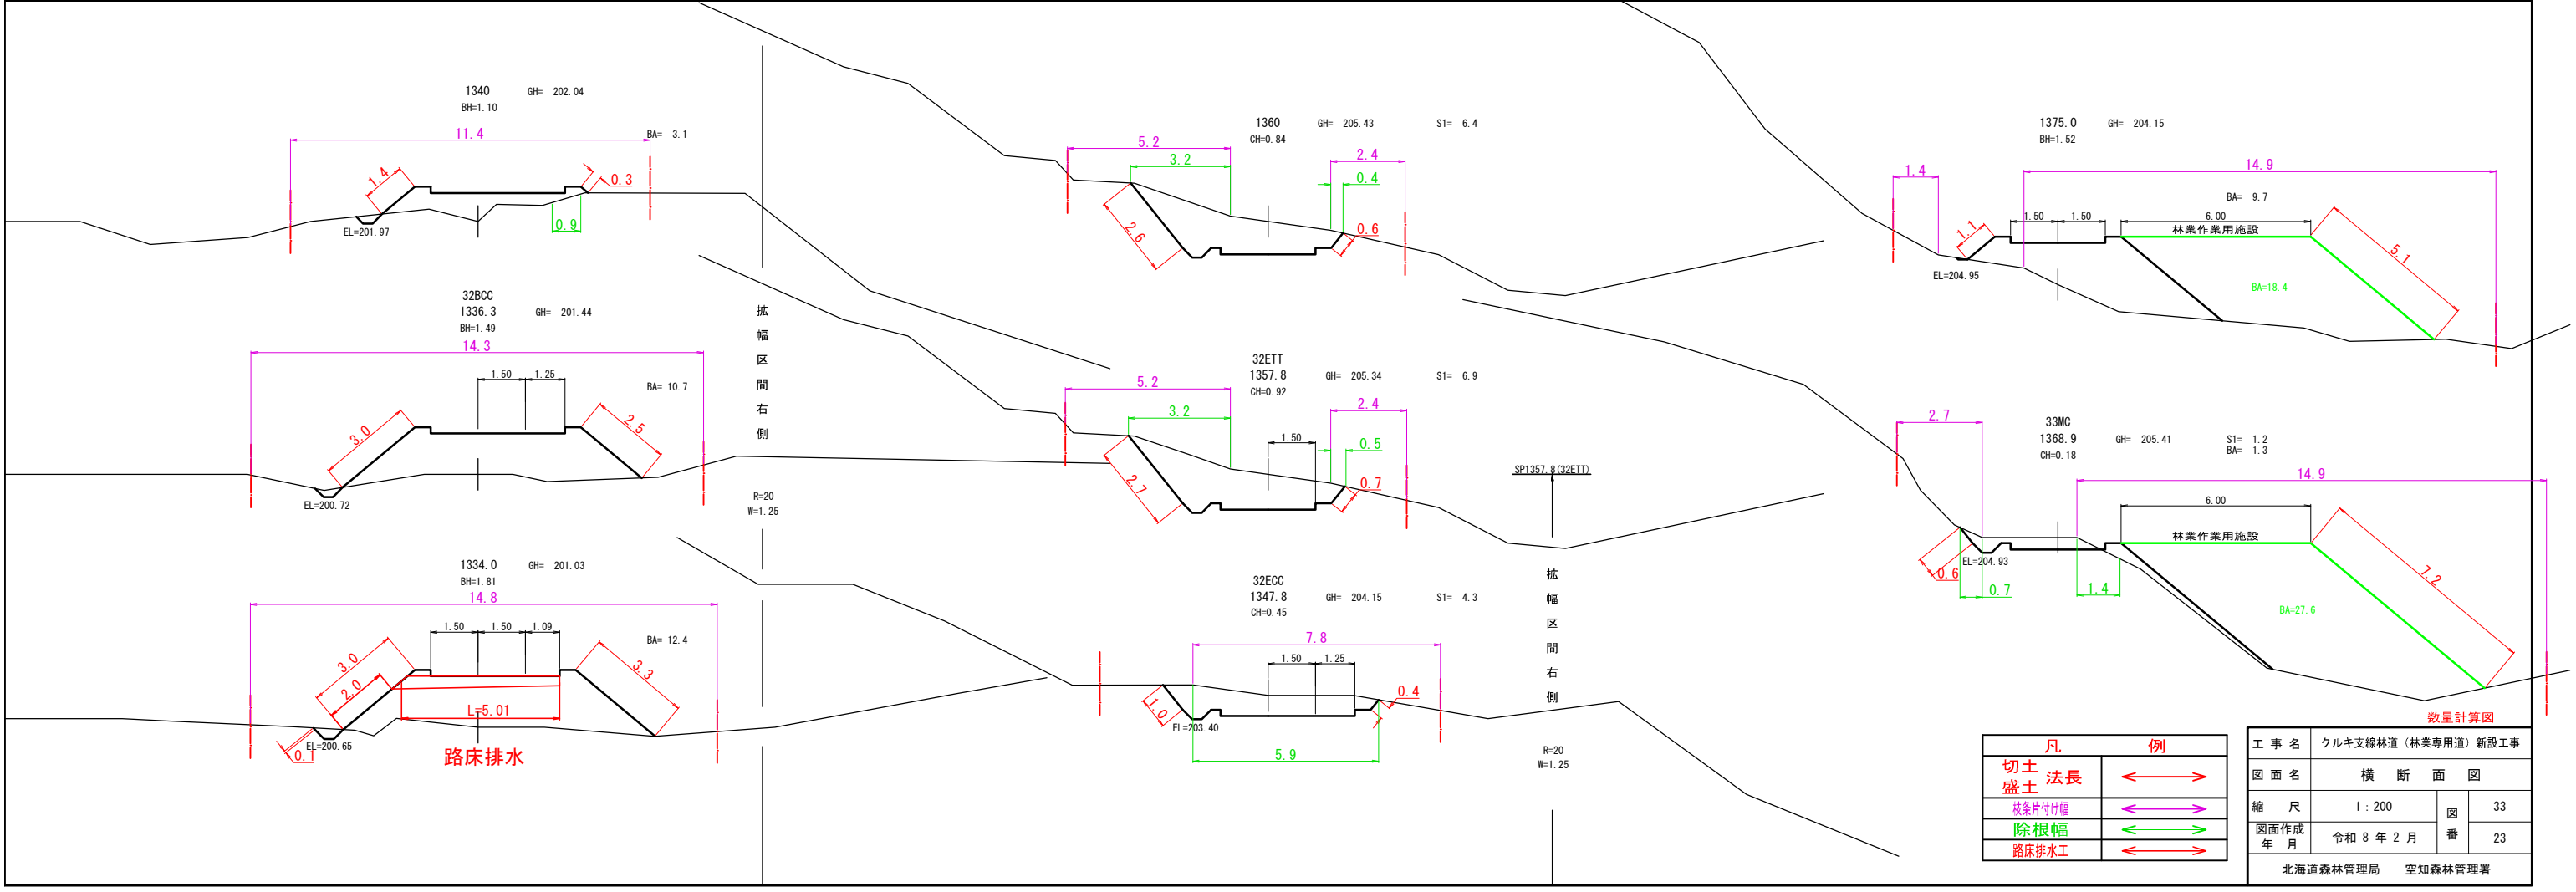 1340 GH= 202.04
BH=1.10
11.4
BA= 3.1
1.4
0.3
0.9
EL=201.97
32BCC
1336.3 GH= 201.44
BH=1.49
14.3
1.50 1.25
BA= 10.7
3.0
2.5
EL=200.72
1334.0 GH= 201.03
BH=1.81
14.8
1.50 1.50 1.09
BA= 12.4
3.0
2.0
3.3
L=5.01
EL=200.65
0.1
路床排水
拡幅区間右側
R=20
W=1.25
1360 GH= 205.43 S1= 6.4
CH=0.84
5.2
3.2
2.4
0.4
2.6
0.6
32ETT
1357.8 GH= 205.34 S1= 6.9
CH=0.92
5.2
3.2
2.4
1.50
0.5
2.7
0.7
SP1357.8(32ETT)
32ECC
1347.8 GH= 204.15 S1= 4.3
CH=0.45
7.8
1.50 1.25
1.0
0.4
EL=203.40
5.9
拡幅区間右側
R=20
W=1.25
1375.0 GH= 204.15
BH=1.52
14.9
1.4
BA= 9.7
1.50 1.50 6.00
林業作業用施設
1.1
5.1
EL=204.95
BA=18.4
33MC
1368.9 GH= 205.41 S1= 1.2
CH=0.18 BA= 1.3
2.7
14.9
6.00
林業作業用施設
EL=204.93
0.6
0.7
1.4
7.2
BA=27.6
数量計算図
凡 例
切土
盛土 法長
枝条片付け幅
除根幅
路床排水工
工事名 クルキ支線林道（林業専用道）新設工事
図面名 横断面図
縮尺 1：200 図番 33
図面作成年月 令和 8 年 2 月 23
北海道森林管理局 空知森林管理署